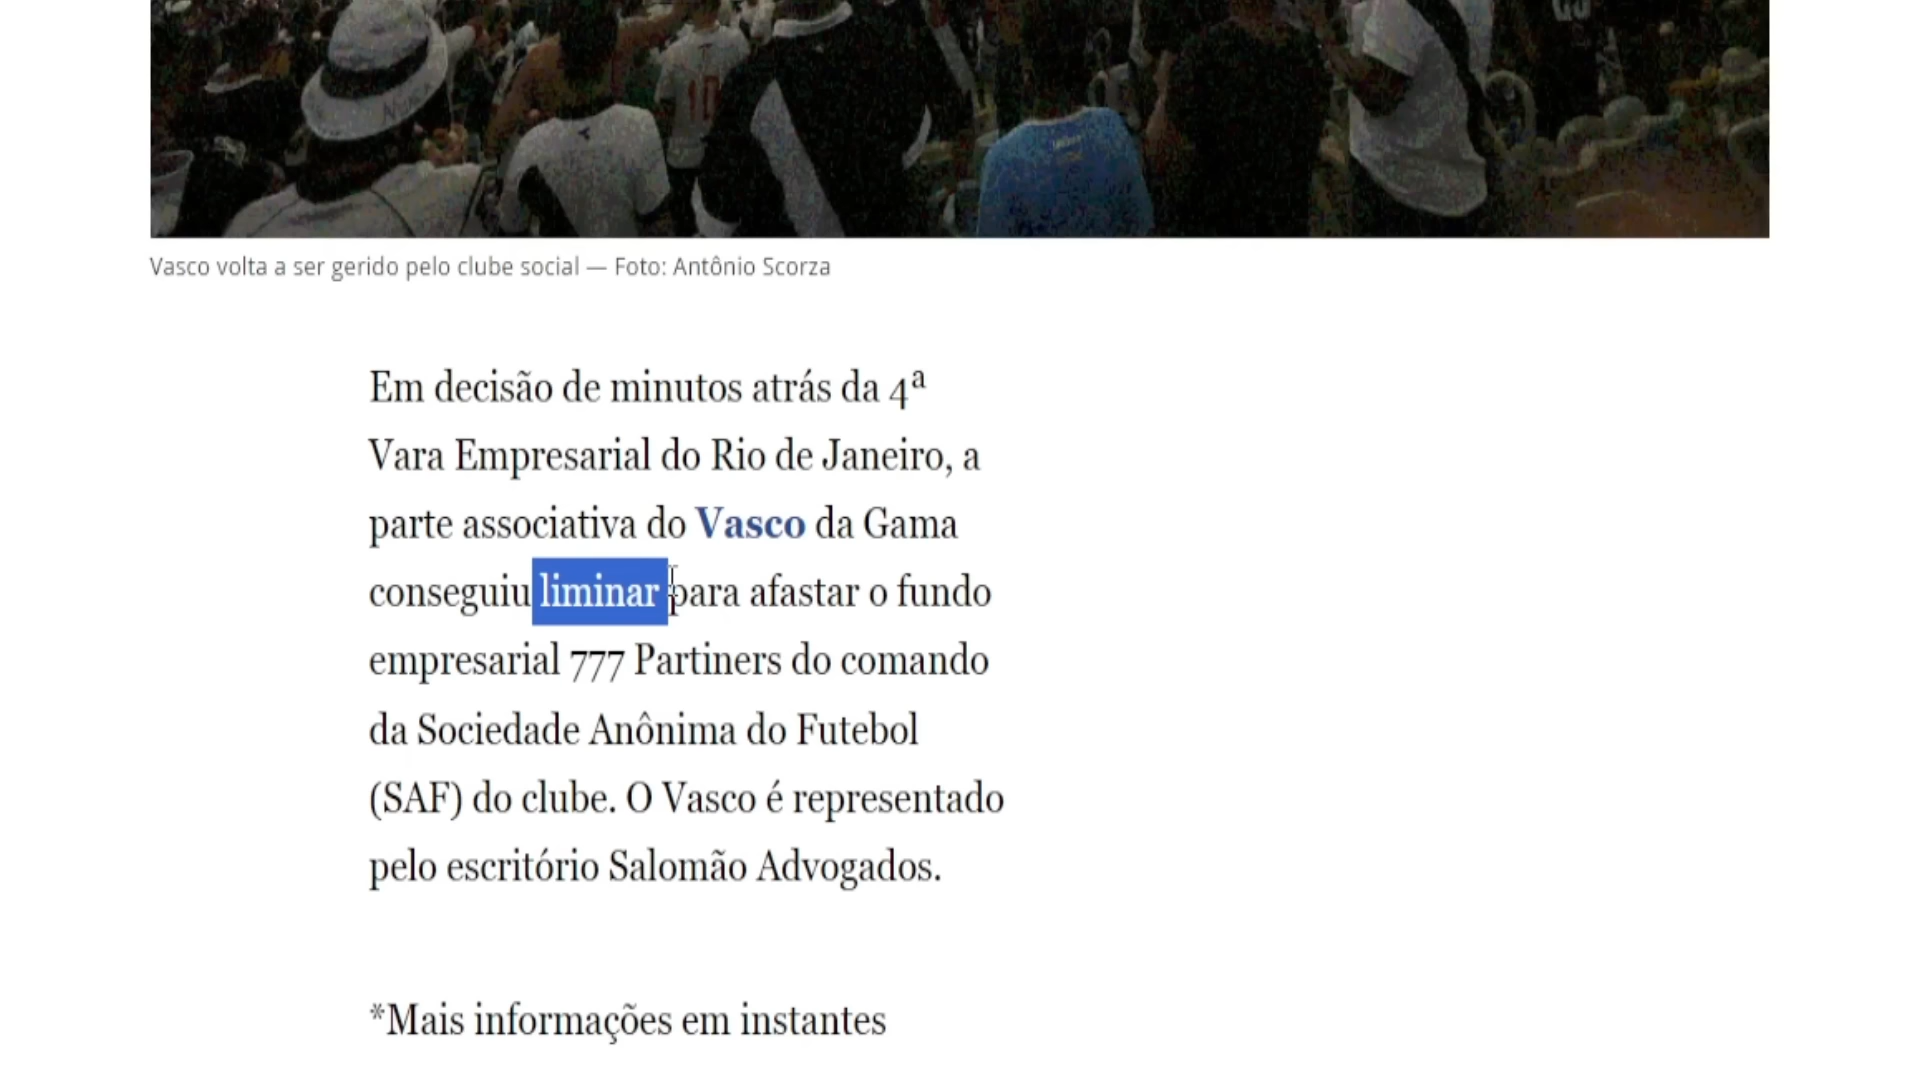 Vasco volta a ser gerido pelo clube social — Foto: Antônio Scorza
Em decisão de minutos atrás da 4ª
Vara Empresarial do Rio de Janeiro, a
parte associativa do Vasco da Gama
conseguiu liminar para afastar o fundo
empresarial 777 Partiners do comando
da Sociedade Anônima do Futebol
(SAF) do clube. O Vasco é representado
pelo escritório Salomão Advogados.
*Mais informações em instantes